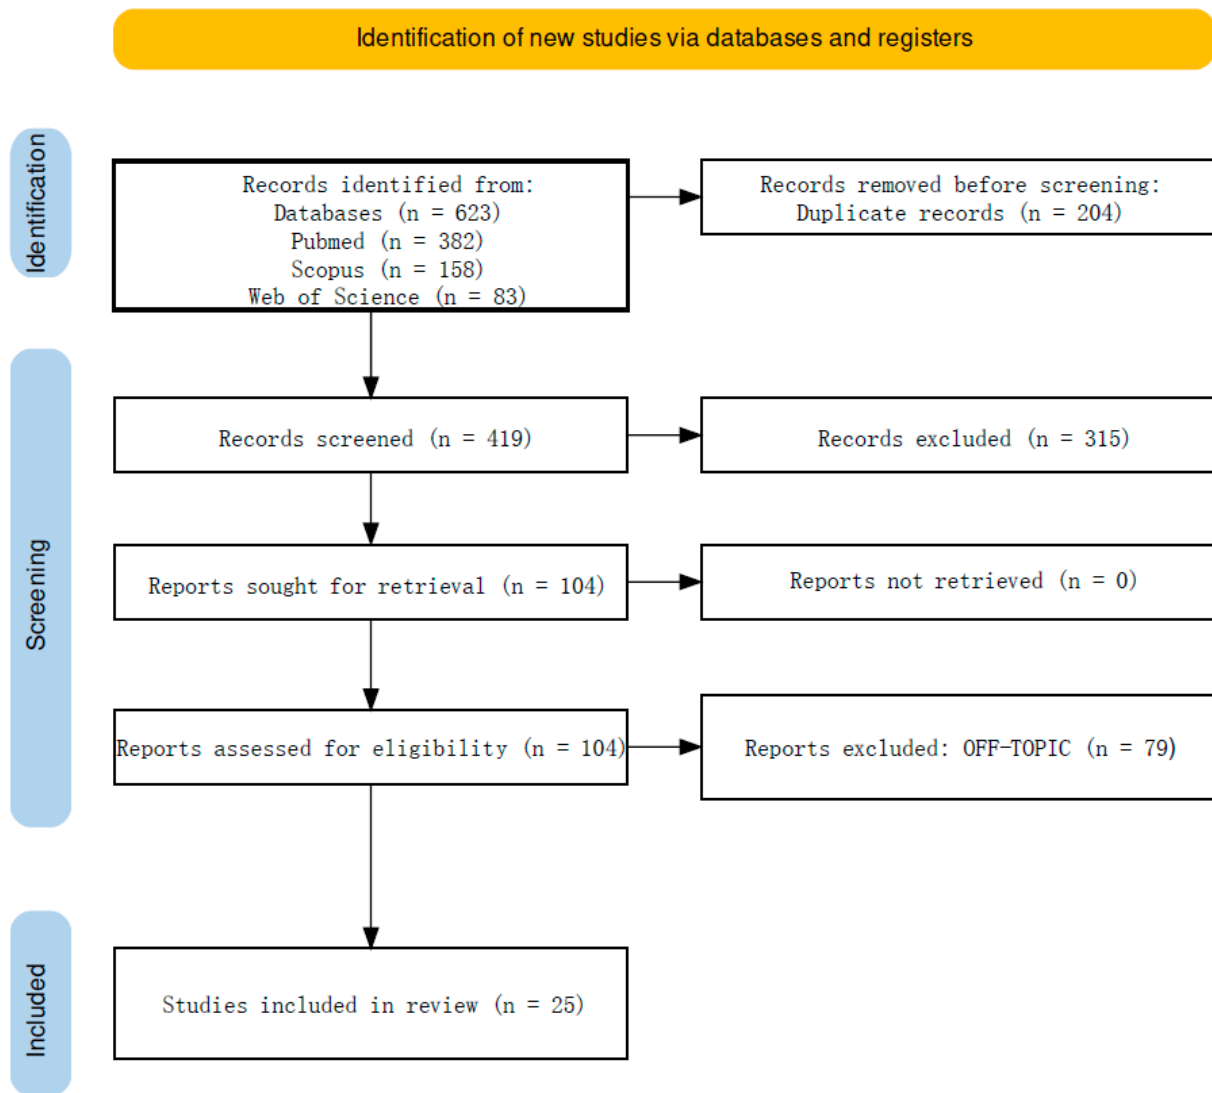 Identification of new studies via databases and registers
Identification
Records identified from:
Databases (n = 623)
Pubmed (n = 382)
Scopus (n = 158)
Web of Science (n = 83)
Records removed before screening:
Duplicate records (n = 204)
Screening
Records screened (n = 419)
Records excluded (n = 315)
Reports sought for retrieval (n = 104)
Reports not retrieved (n = 0)
Reports assessed for eligibility (n = 104)
Reports excluded: OFF-TOPIC (n = 79)
Included
Studies included in review (n = 25)